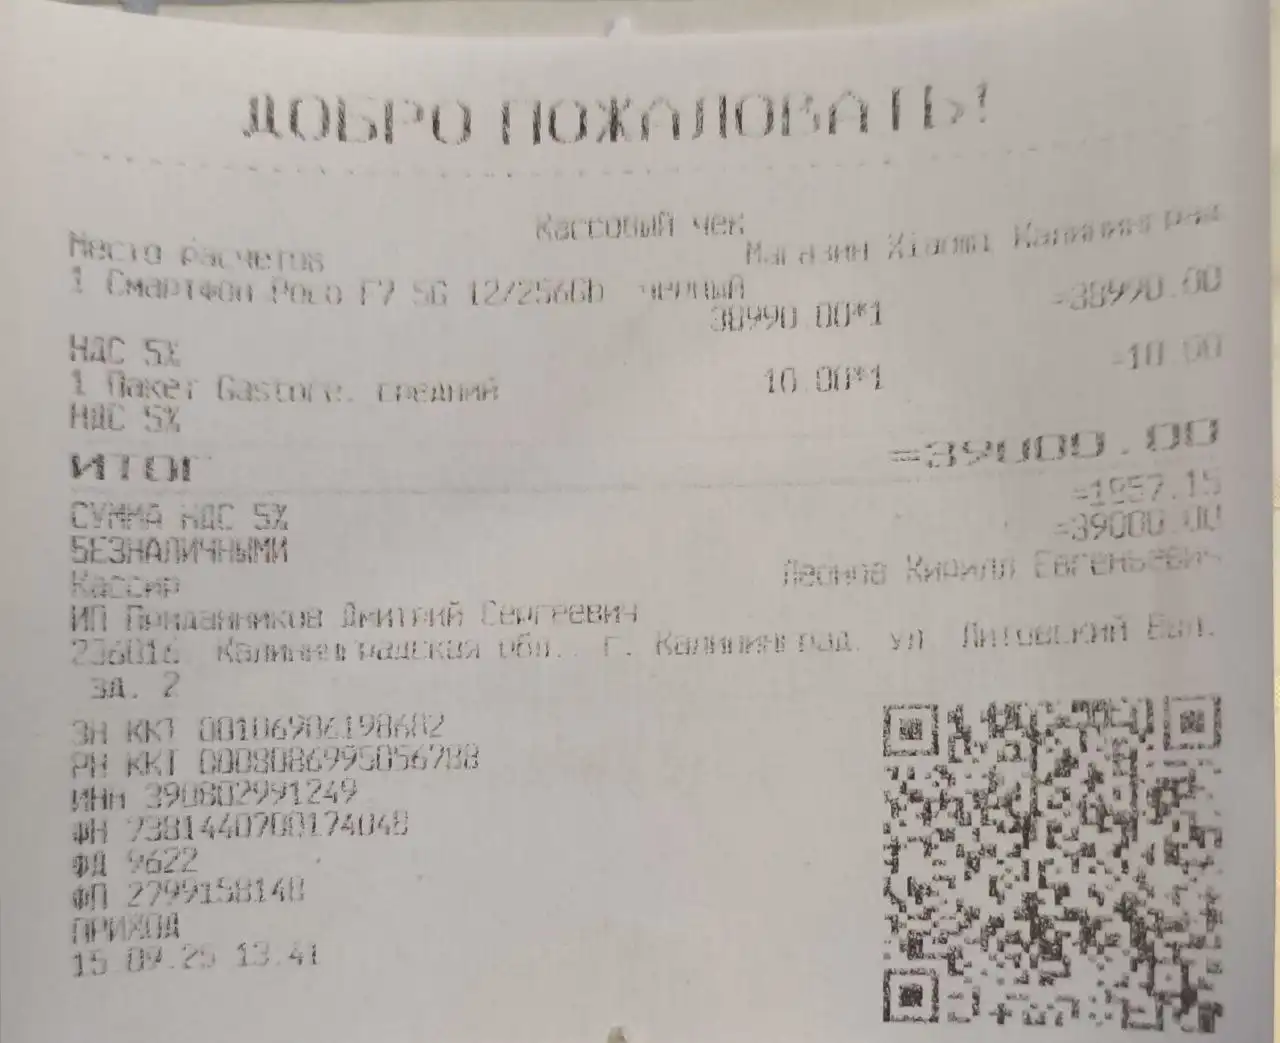 ДОБРО ПОЖАЛОВАТЬ!
Кассовый чек
Место расчетов Магазин Xiaomi Калининград
1 Смартфон Poco F7 5G 12/256Gb черный
38990.00*1 =38990.00
НДС 5%
1 Пакет Gastore, средний 10.00*1 =10.00
НДС 5%
ИТОГ =39000.00
СУММА НДС 5% =1857.15
БЕЗНАЛИЧНЫМИ =39000.00
Кассир Кирилл Евгеньевич
ИП Приданников Дмитрий Сергеевич
236016, Калининградская обл., г. Калининград, ул. Литовский Вал,
зд. 2
ЗН ККТ 00106906198682
РН ККТ
ИНН 390802991249
ФН
ФД 9622
ФП 2799158148
ПРИХОД
15.09.25 13:41